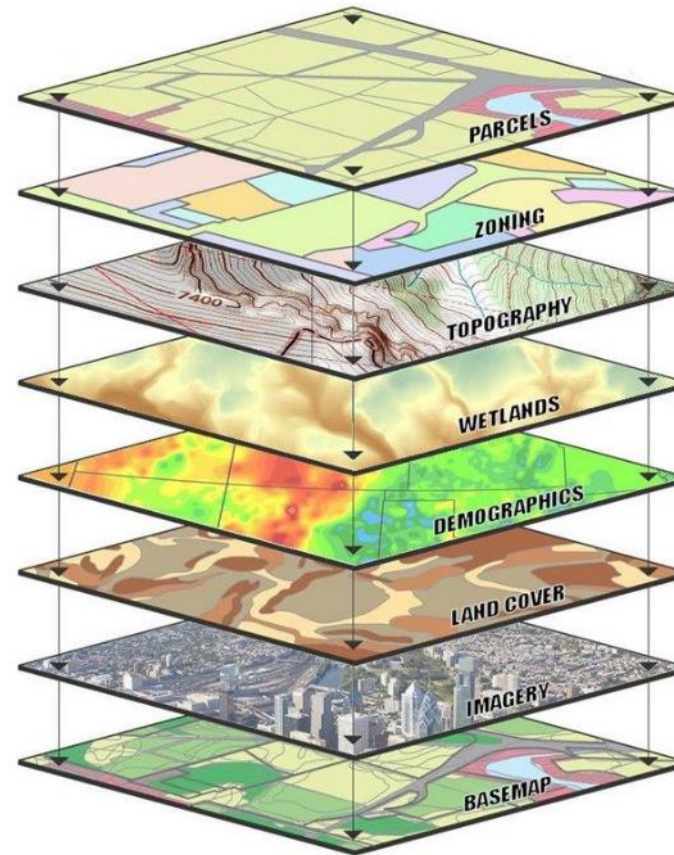 PARCELS
ZONING
7400
TOPOGRAPHY
WETLANDS
DEMOGRAPHICS
LAND COVER
IMAGERY
BASEMAP